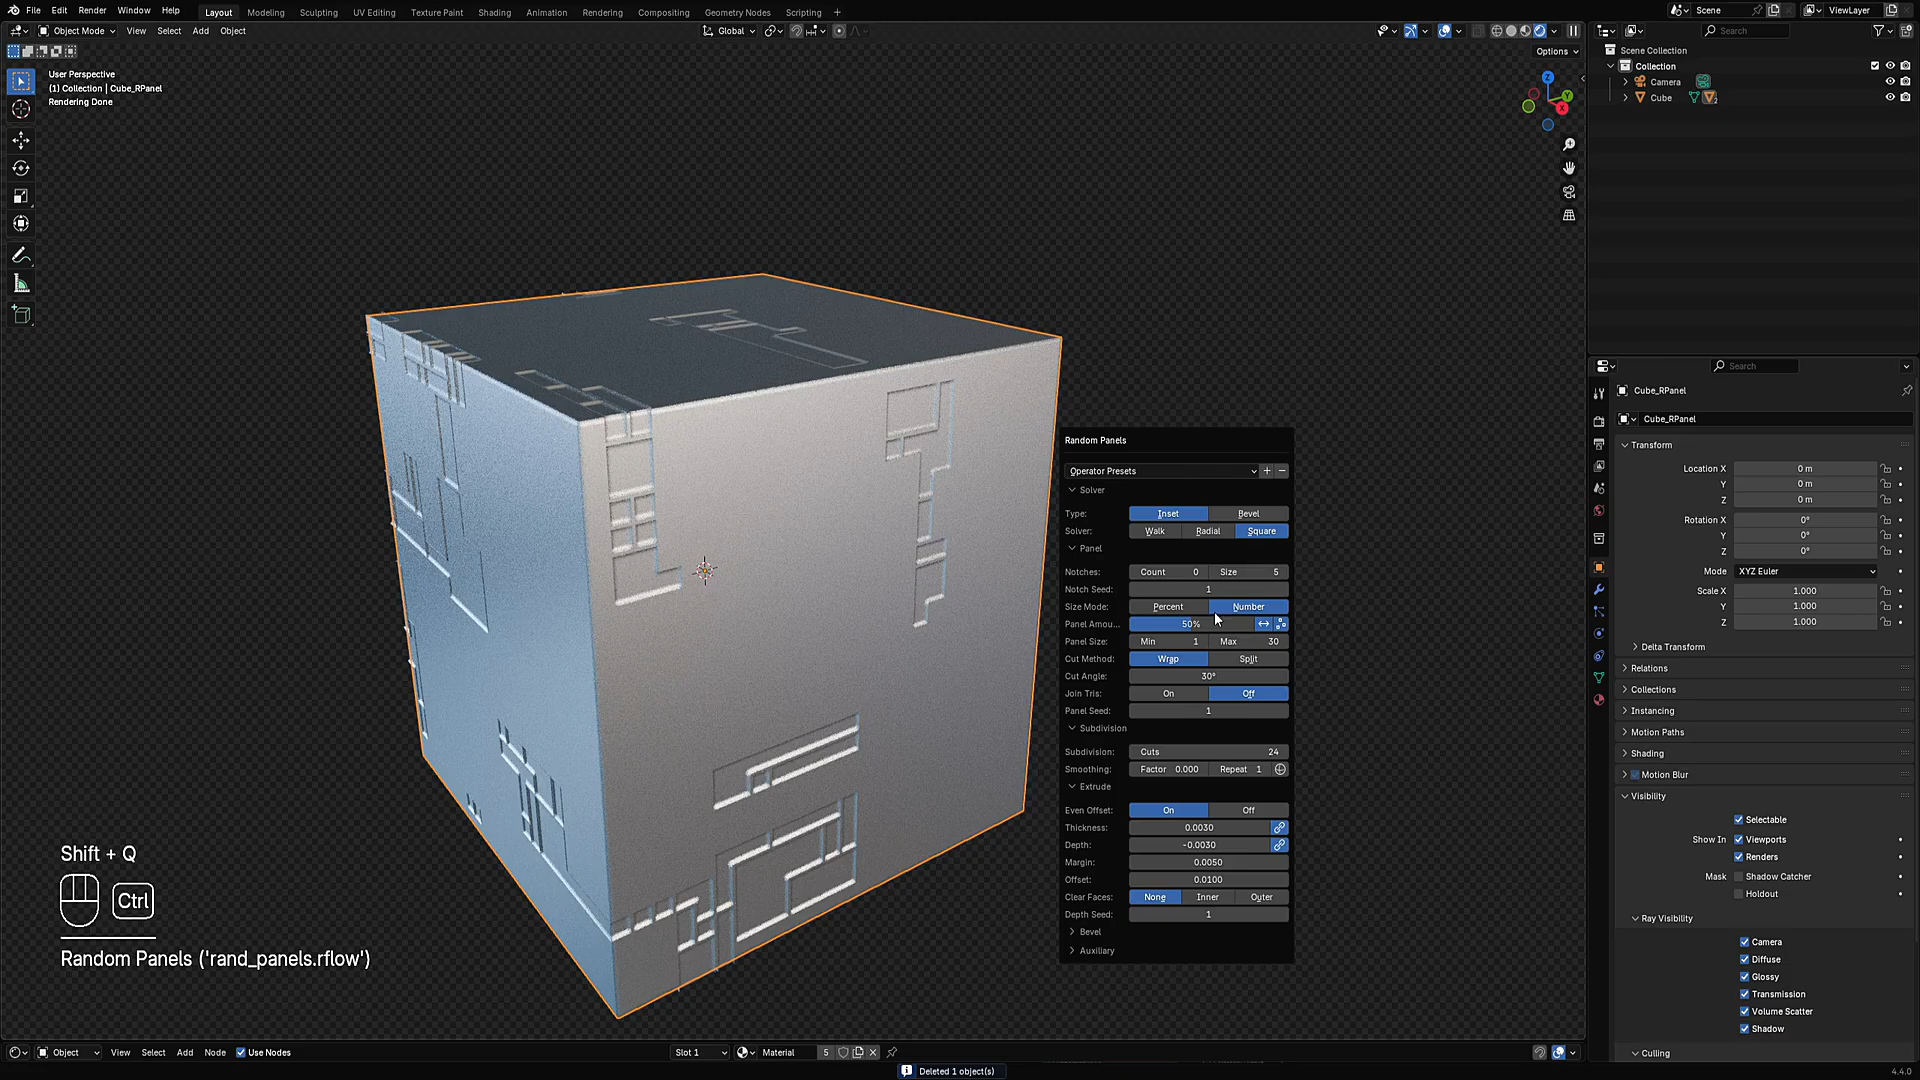 File Edit Render Window Help
Layout Modeling Sculpting UV Editing Texture Paint Shading Animation Rendering Compositing Geometry Nodes Scripting +
Scene
ViewLayer
Object Mode View Select Add Object
Global
Search
Options
User Perspective
(1) Collection | Cube_RPanel
Rendering Done
Z
Y
X
Scene Collection
Collection
Camera
Cube
2
Random Panels
Operator Presets
Solver
Type: Inset Bevel
Solver: Walk Radial Square
Panel
Notches: Count 0 Size 5
Notch Seed: 1
Size Mode: Percent Number
Panel Amou... 50%
Panel Size: Min 1 Max 30
Cut Method: Wrap Split
Cut Angle: 30°
Join Tris: On Off
Panel Seed: 1
Subdivision
Subdivision: Cuts 24
Smoothing: Factor 0.000 Repeat 1
Extrude
Even Offset: On Off
Thickness: 0.0030
Depth: -0.0030
Margin: 0.0050
Offset: 0.0100
Clear Faces: None Inner Outer
Depth Seed: 1
Bevel
Auxiliary
Search
Cube_RPanel
Cube_RPanel
Transform
Location X 0 m
Y 0 m
Z 0 m
Rotation X 0°
Y 0°
Z 0°
Mode XYZ Euler
Scale X 1.000
Y 1.000
Z 1.000
Delta Transform
Relations
Collections
Instancing
Motion Paths
Shading
Motion Blur
Visibility
Selectable
Show In Viewports
Renders
Mask Shadow Catcher
Holdout
Ray Visibility
Camera
Diffuse
Glossy
Transmission
Volume Scatter
Shadow
Culling
Shift + Q
Ctrl
Random Panels ('rand_panels.rflow')
Object View Select Add Node Use Nodes
Slot 1
Material 5
Deleted 1 object(s)
4.4.0